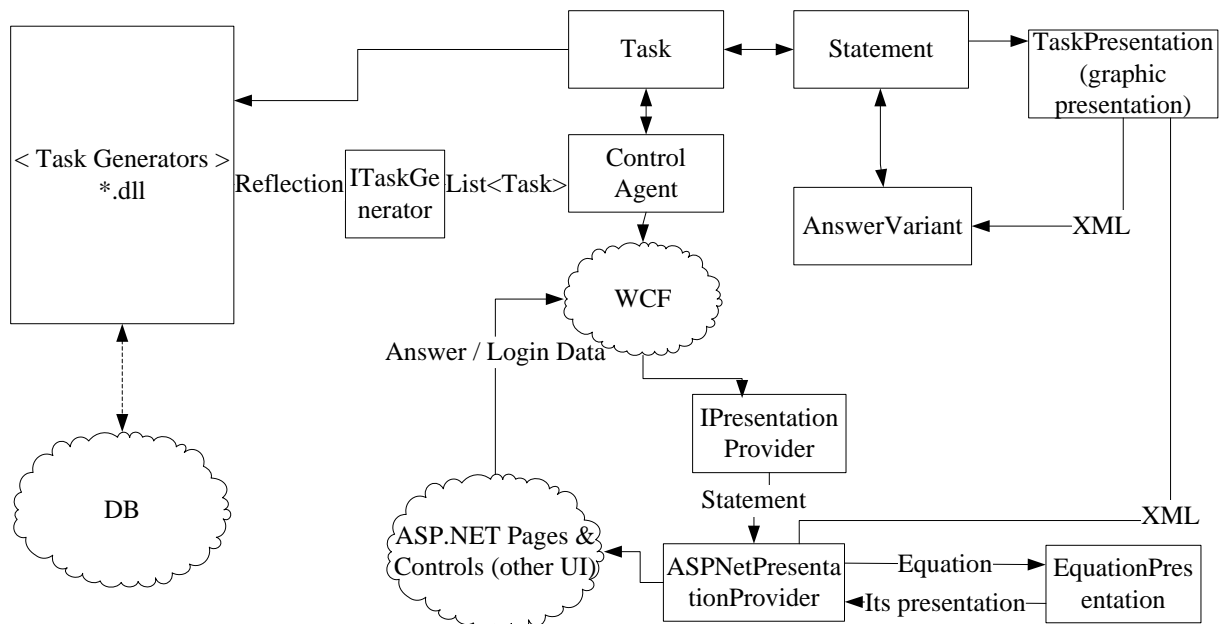 Task
Statement
TaskPresentation
(graphic
presentation)
< Task Generators >
*.dll
Reflection
ITaskGe
nerator
List<Task>
Control
Agent
AnswerVariant
XML
WCF
Answer / Login Data
IPresentation
Provider
DB
Statement
XML
ASP.NET Pages &
Controls (other UI)
ASPNetPresenta
tionProvider
Equation
Its presentation
EquationPres
entation